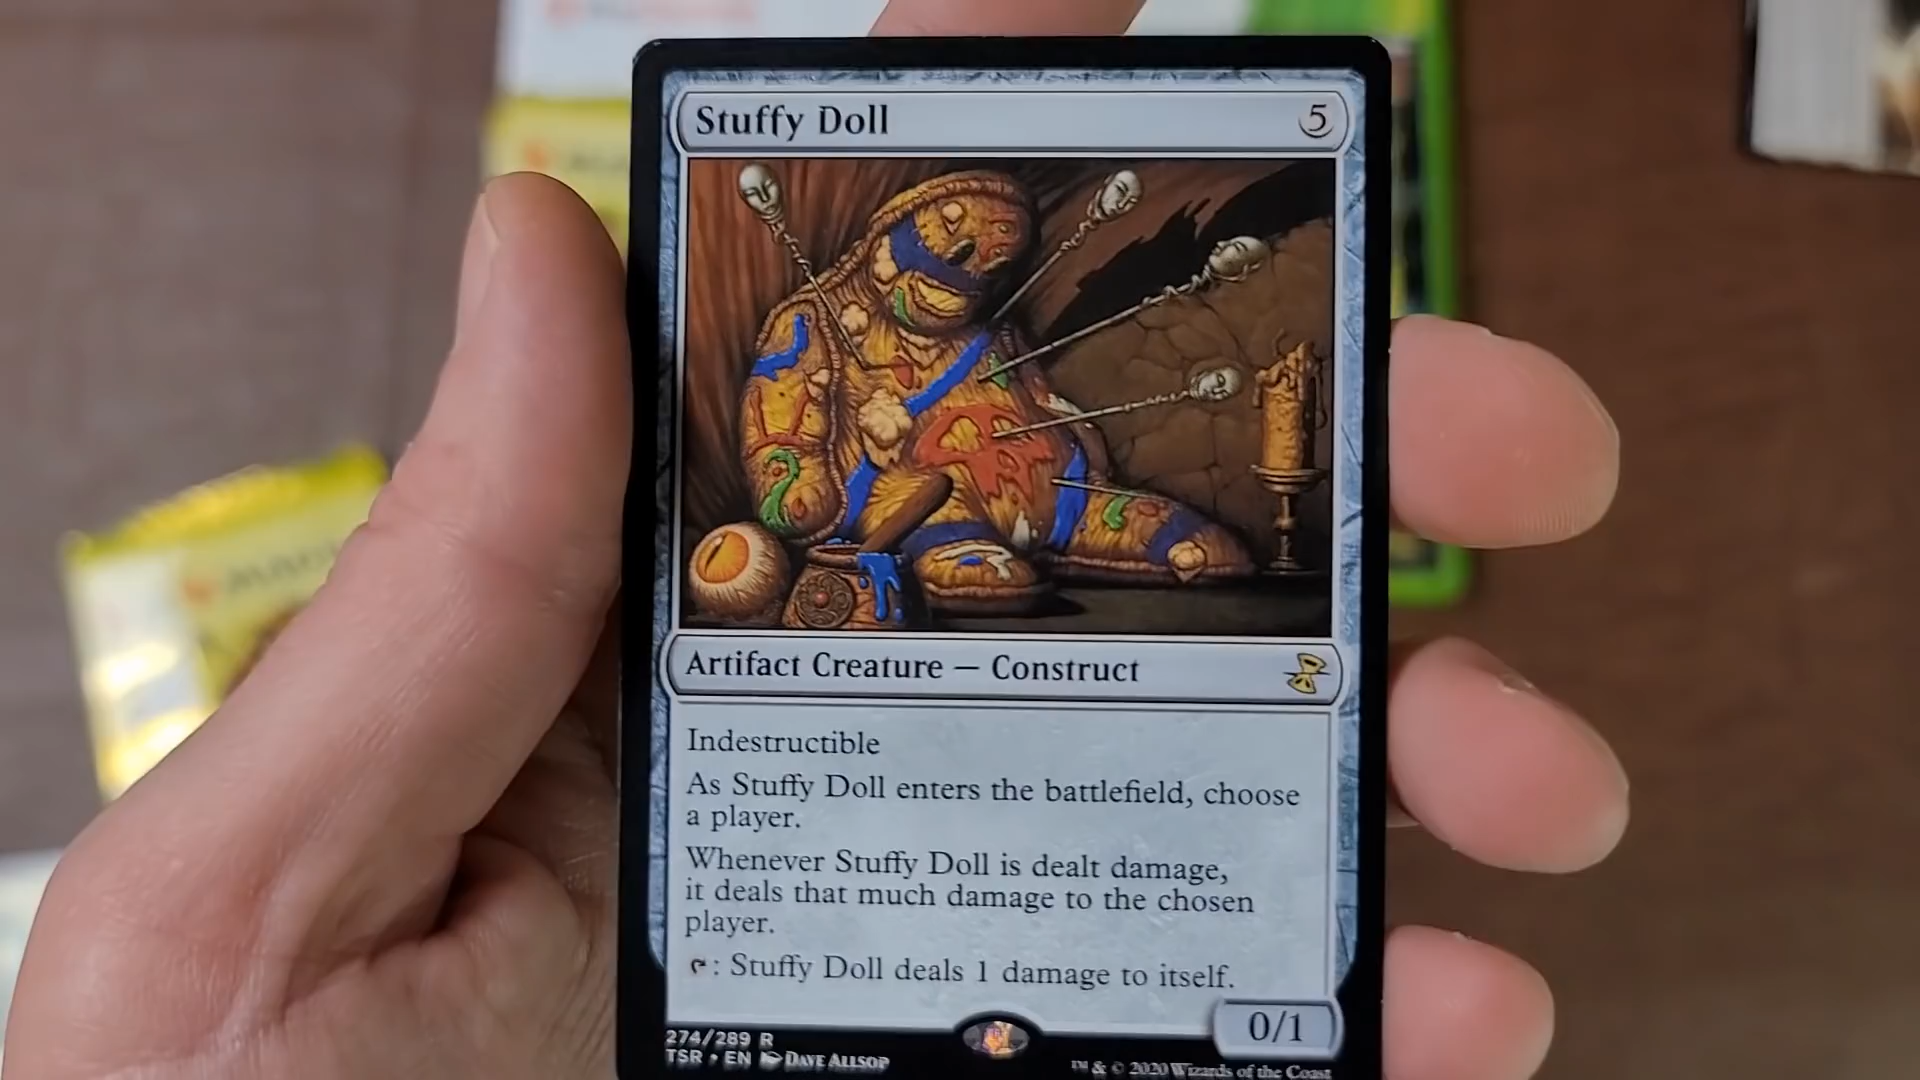 Stuffy Doll 5
Artifact Creature — Construct
Indestructible
As Stuffy Doll enters the battlefield, choose
a player.
Whenever Stuffy Doll is dealt damage,
it deals that much damage to the chosen
player.
: Stuffy Doll deals 1 damage to itself.
0/1
274/289 R
TSR • EN DAVE ALLSOP
™ & © 2020 Wizards of the Coast